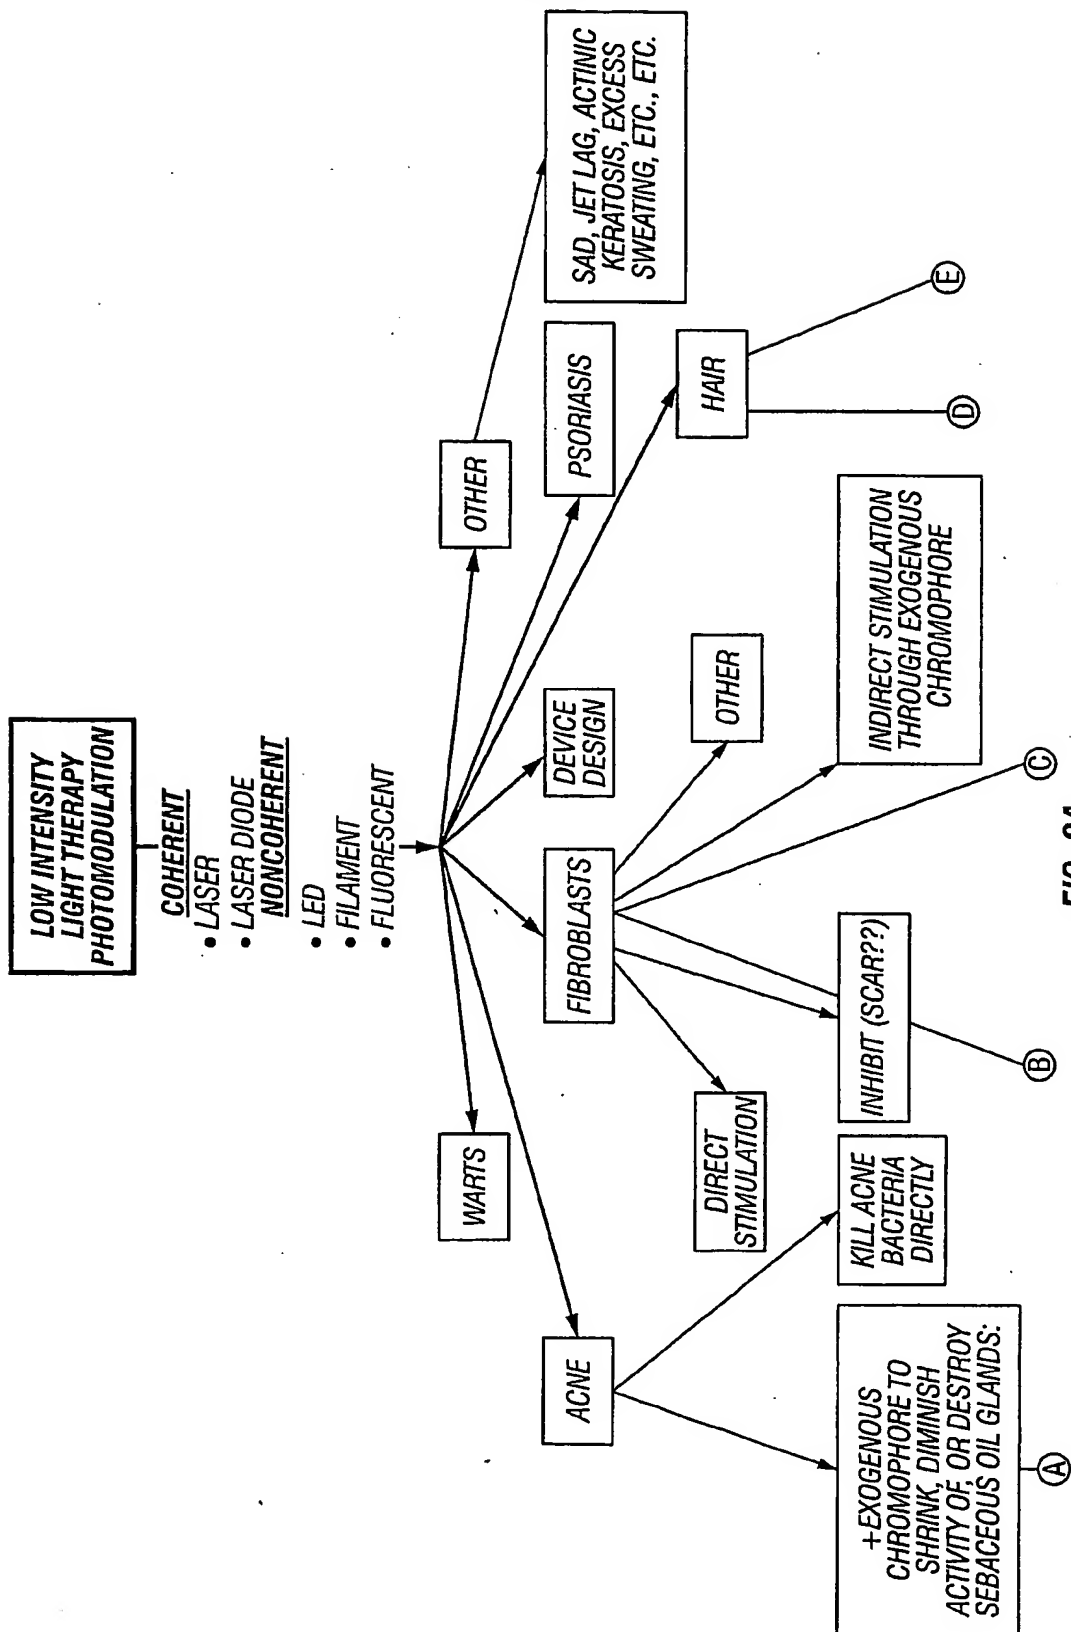 LOW INTENSITY
LIGHT THERAPY
PHOTOMODULATION
COHERENT
• LASER
• LASER DIODE
NONCOHERENT
• LED
• FILAMENT
• FLUORESCENT
WARTS
OTHER
ACNE
FIBROBLASTS
DEVICE
DESIGN
PSORIASIS
SAD, JET LAG, ACTINIC
KERATOSIS, EXCESS
SWEATING, ETC., ETC.
DIRECT
STIMULATION
OTHER
HAIR
+EXOGENOUS
CHROMOPHORE TO
SHRINK, DIMINISH
ACTIVITY OF, OR DESTROY
SEBACEOUS OIL GLANDS:
KILL ACNE
BACTERIA
DIRECTLY
INHIBIT (SCAR??)
INDIRECT STIMULATION
THROUGH EXOGENOUS
CHROMOPHORE
A
B
C
D
E